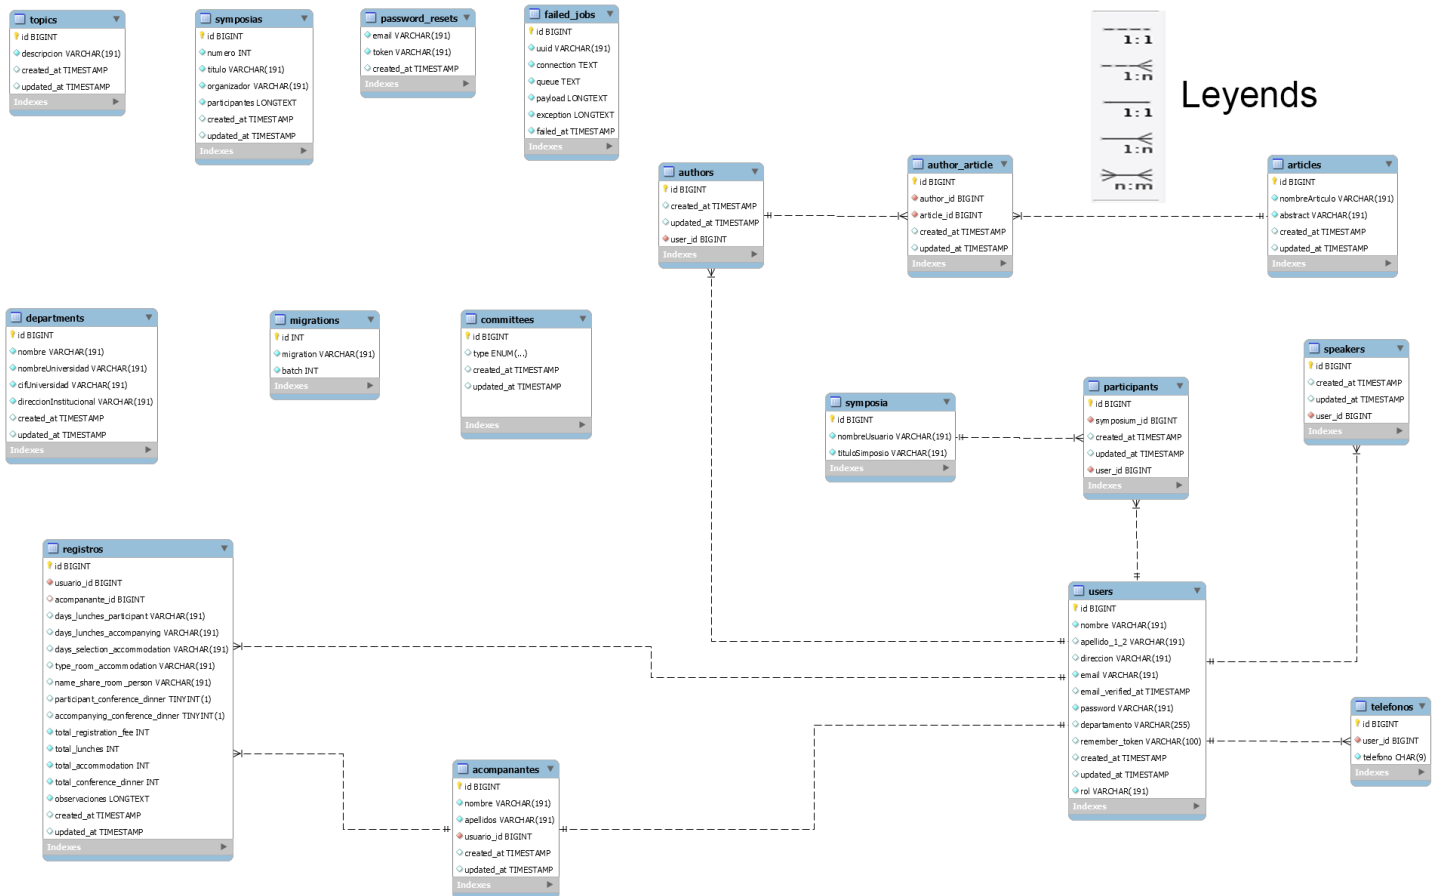 topics
id BIGINT
descripcion VARCHAR(191)
created_at TIMESTAMP
updated_at TIMESTAMP
Indexes
symposias
id BIGINT
numero INT
titulo VARCHAR(191)
organizador VARCHAR(191)
participantes LONGTEXT
created_at TIMESTAMP
updated_at TIMESTAMP
Indexes
password_resets
email VARCHAR(191)
token VARCHAR(191)
created_at TIMESTAMP
Indexes
failed_jobs
id BIGINT
uuid VARCHAR(191)
connection TEXT
queue TEXT
payload LONGTEXT
exception LONGTEXT
failed_at TIMESTAMP
Indexes
1:1
1:n
1:1
1:n
n:m
Leyends
authors
id BIGINT
created_at TIMESTAMP
updated_at TIMESTAMP
user_id BIGINT
Indexes
author_article
id BIGINT
author_id BIGINT
article_id BIGINT
created_at TIMESTAMP
updated_at TIMESTAMP
Indexes
articles
id BIGINT
nombreArticulo VARCHAR(191)
abstract VARCHAR(191)
created_at TIMESTAMP
updated_at TIMESTAMP
Indexes
departments
id BIGINT
nombre VARCHAR(191)
nombreUniversidad VARCHAR(191)
cifUniversidad VARCHAR(191)
direccionInstitucional VARCHAR(191)
created_at TIMESTAMP
updated_at TIMESTAMP
Indexes
migrations
id INT
migration VARCHAR(191)
batch INT
Indexes
committees
id BIGINT
type ENUM(...)
created_at TIMESTAMP
updated_at TIMESTAMP
Indexes
symposia
id BIGINT
nombreUsuario VARCHAR(191)
tituloSimposio VARCHAR(191)
Indexes
participants
id BIGINT
symposium_id BIGINT
created_at TIMESTAMP
updated_at TIMESTAMP
user_id BIGINT
Indexes
speakers
id BIGINT
created_at TIMESTAMP
updated_at TIMESTAMP
user_id BIGINT
Indexes
registros
id BIGINT
usuario_id BIGINT
acompanante_id BIGINT
days_lunches_participant VARCHAR(191)
days_lunches_accompanying VARCHAR(191)
days_selection_accommodation VARCHAR(191)
type_room_accommodation VARCHAR(191)
name_share_room_person VARCHAR(191)
participant_conference_dinner TINYINT(1)
accompanying_conference_dinner TINYINT(1)
total_registration_fee INT
total_lunches INT
total_accommodation INT
total_conference_dinner INT
observaciones LONGTEXT
created_at TIMESTAMP
updated_at TIMESTAMP
Indexes
acompanantes
id BIGINT
nombre VARCHAR(191)
apellidos VARCHAR(191)
usuario_id BIGINT
created_at TIMESTAMP
updated_at TIMESTAMP
Indexes
users
id BIGINT
nombre VARCHAR(191)
apellido_1_2 VARCHAR(191)
direccion VARCHAR(191)
email VARCHAR(191)
email_verified_at TIMESTAMP
password VARCHAR(191)
departamento VARCHAR(255)
remember_token VARCHAR(100)
created_at TIMESTAMP
updated_at TIMESTAMP
rol VARCHAR(191)
Indexes
telefonos
id BIGINT
user_id BIGINT
telefono CHAR(9)
Indexes